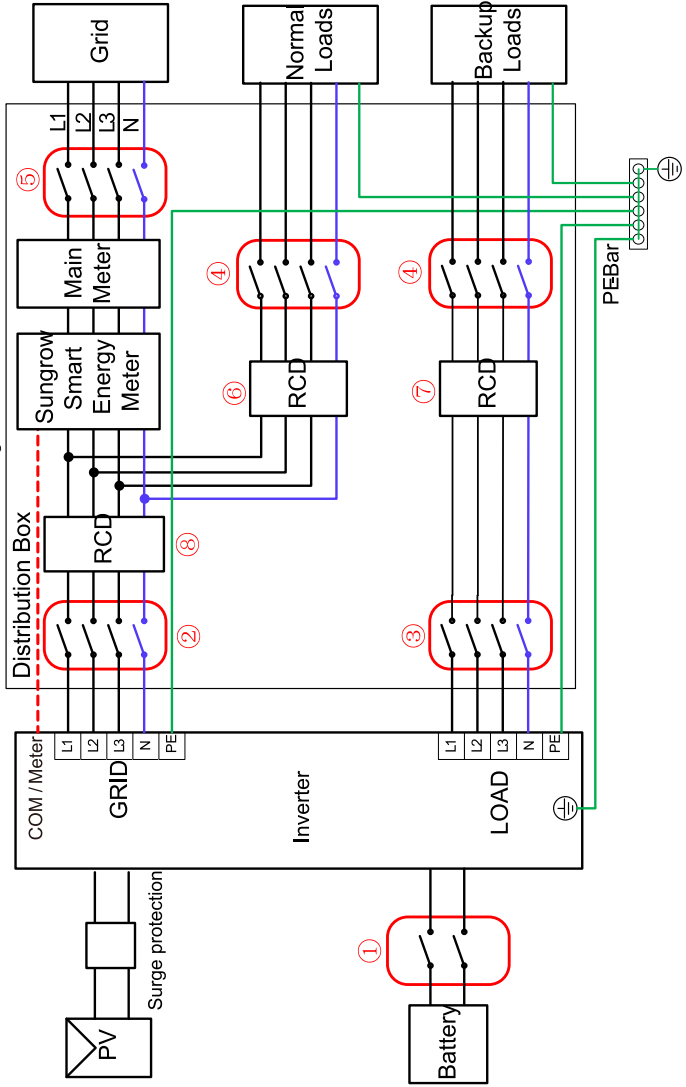 Grid
Normal
Loads
Backup
Loads
L1
L2
L3
N
⑤
Main
Meter
④
④
PE Bar
Sungrow
Smart
Energy
Meter
⑥
RCD
⑦
RCD
RCD
⑧
Distribution Box
②
③
COM / Meter
L1
L2
L3
N
PE
GRID
Inverter
L1
L2
L3
N
PE
LOAD
Surge protection
①
PV
Battery